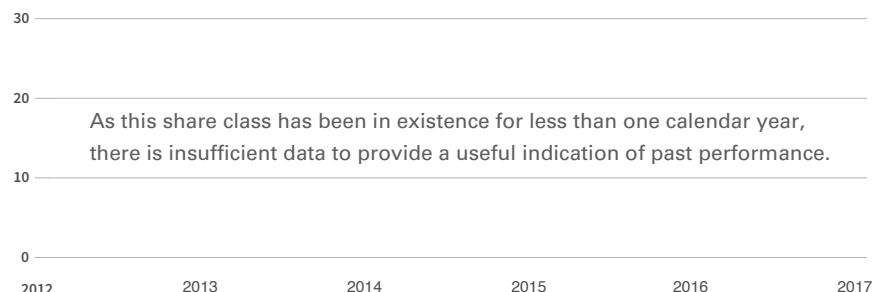 30
20
As this share class has been in existence for less than one calendar year,
there is insufficient data to provide a useful indication of past performance.
10
0
2012 2013 2014 2015 2016 2017